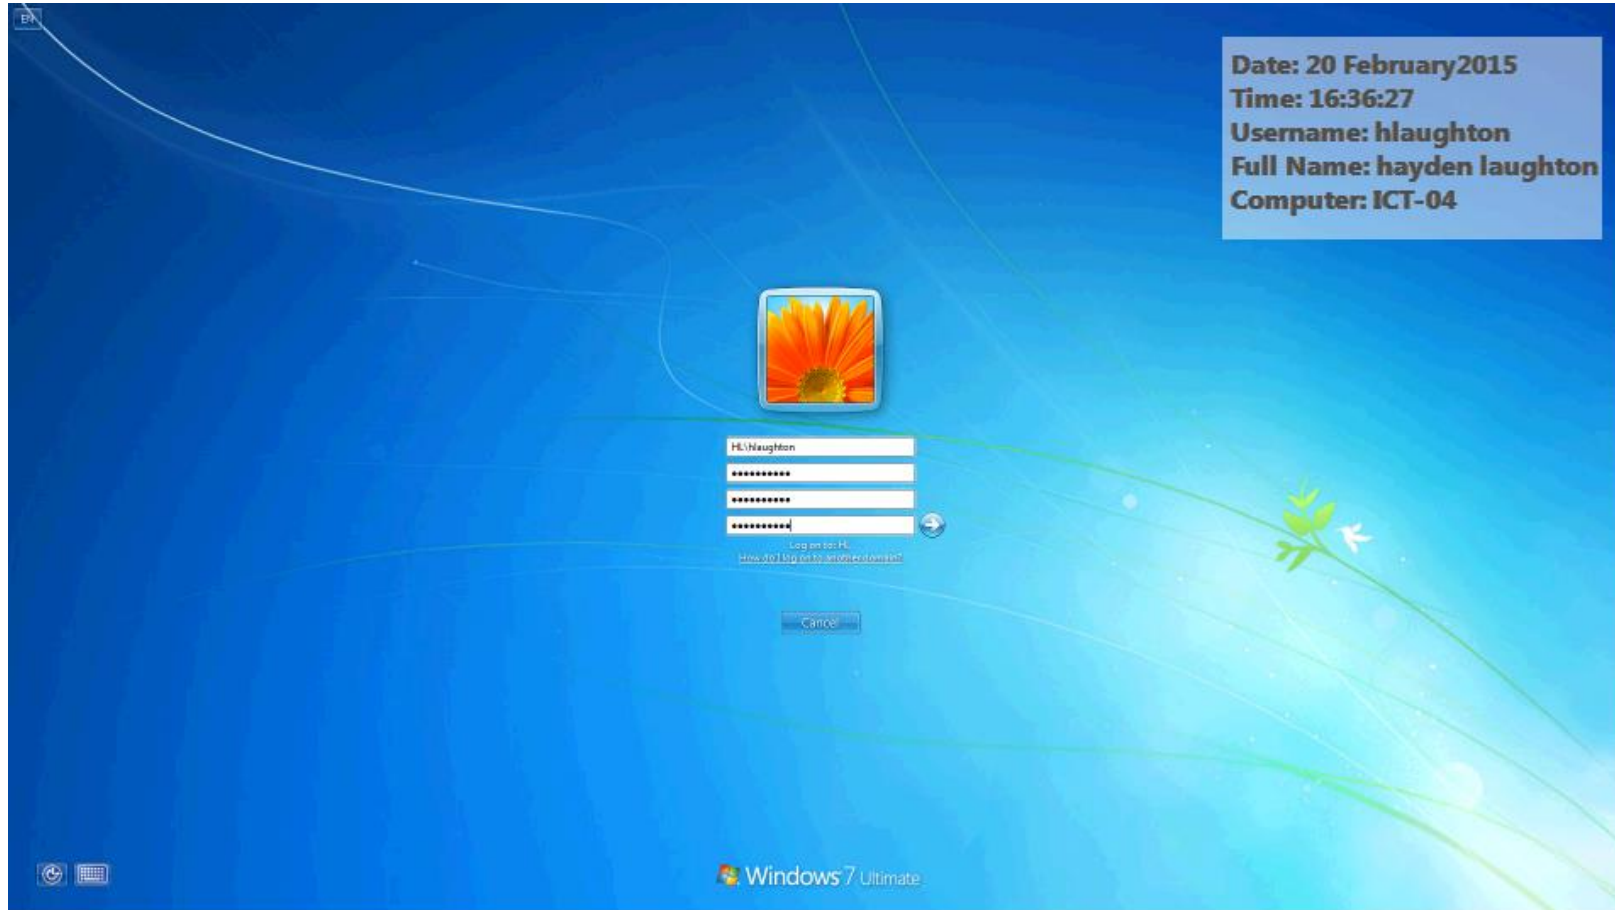 EN
Date: 20 February2015
Time: 16:36:27
Username: hlaughton
Full Name: hayden laughton
Computer: ICT-04
HL\hlaughton
••••••••••
••••••••••
••••••••••
Log on to: HL
How do I log on to another domain?
Cancel
Windows 7 Ultimate